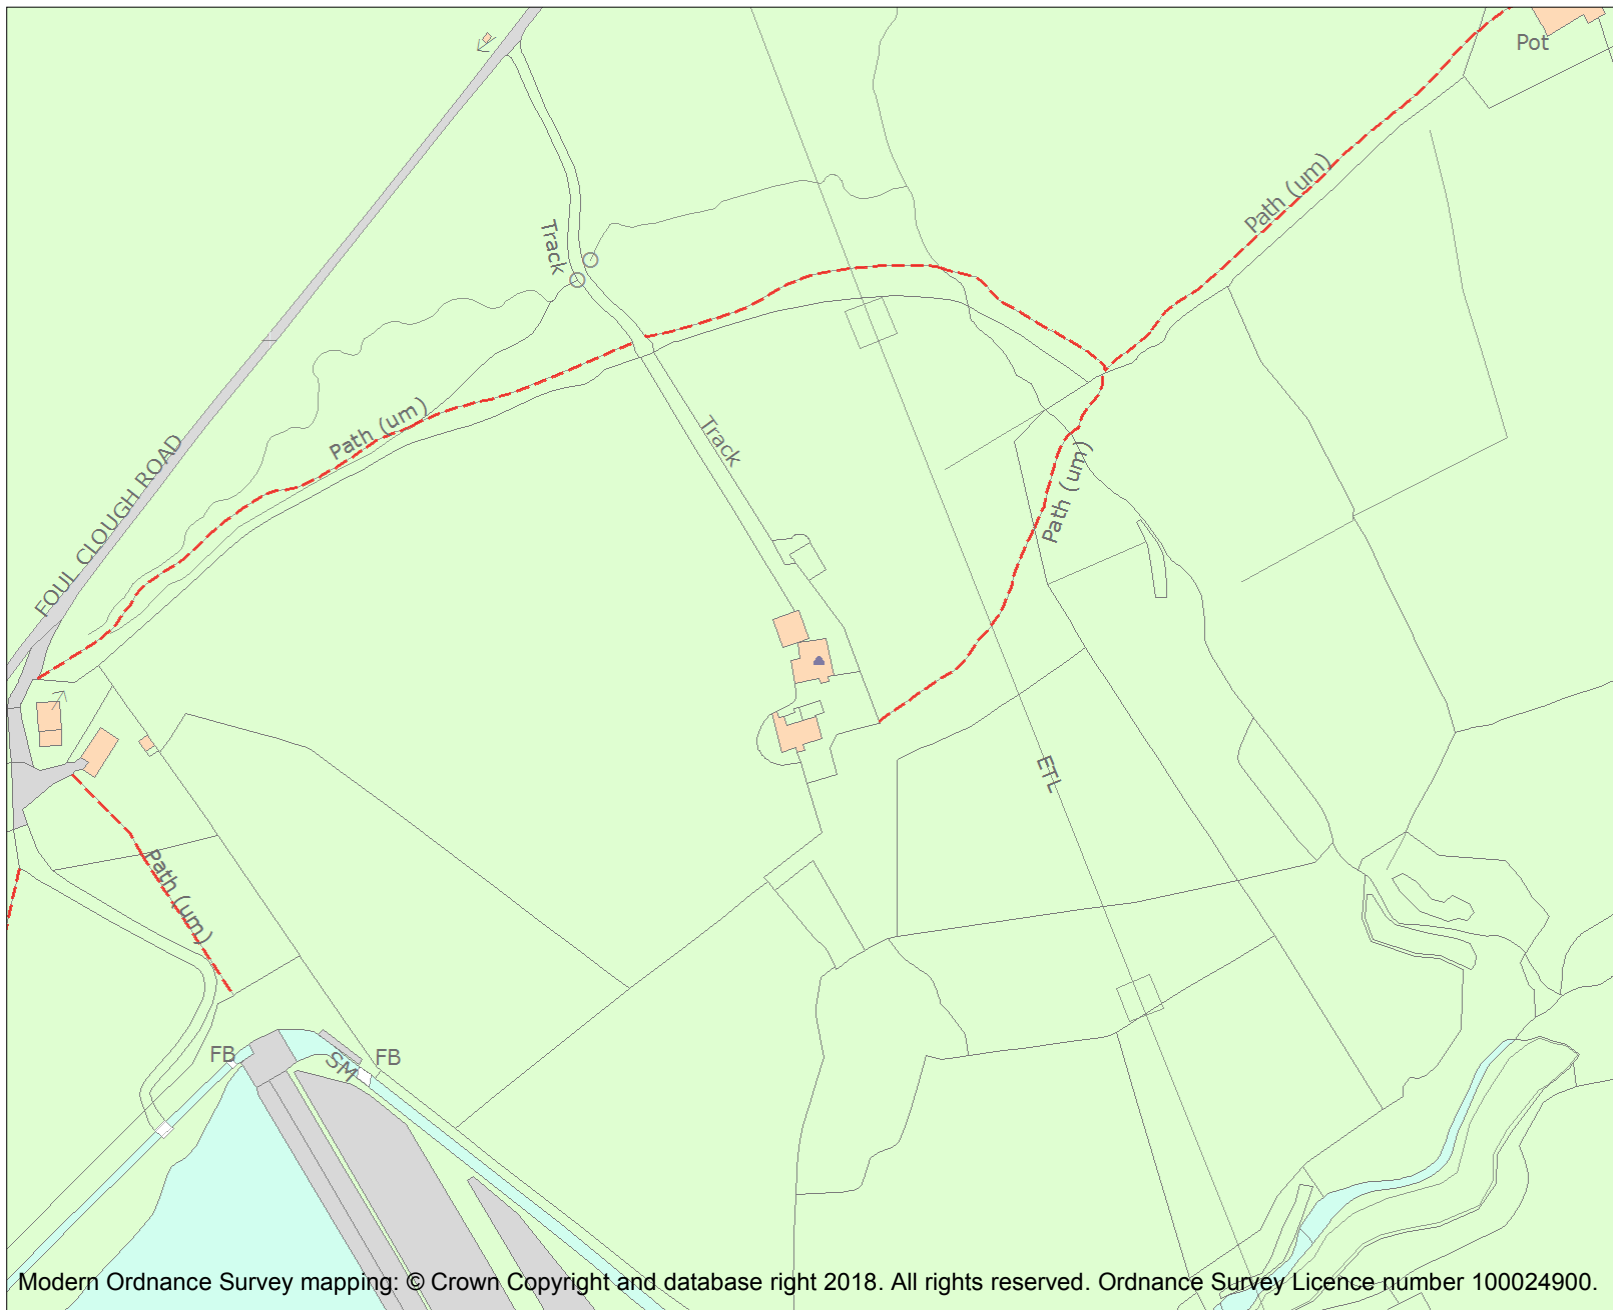 Pot
Path (um)
Track
Path (um)
Track
FOUL CLOUGH ROAD
Path (um)
ETL
Path (um)
FB
SM
FB
Modern Ordnance Survey mapping: © Crown Copyright and database right 2018. All rights reserved. Ordnance Survey Licence number 100024900.